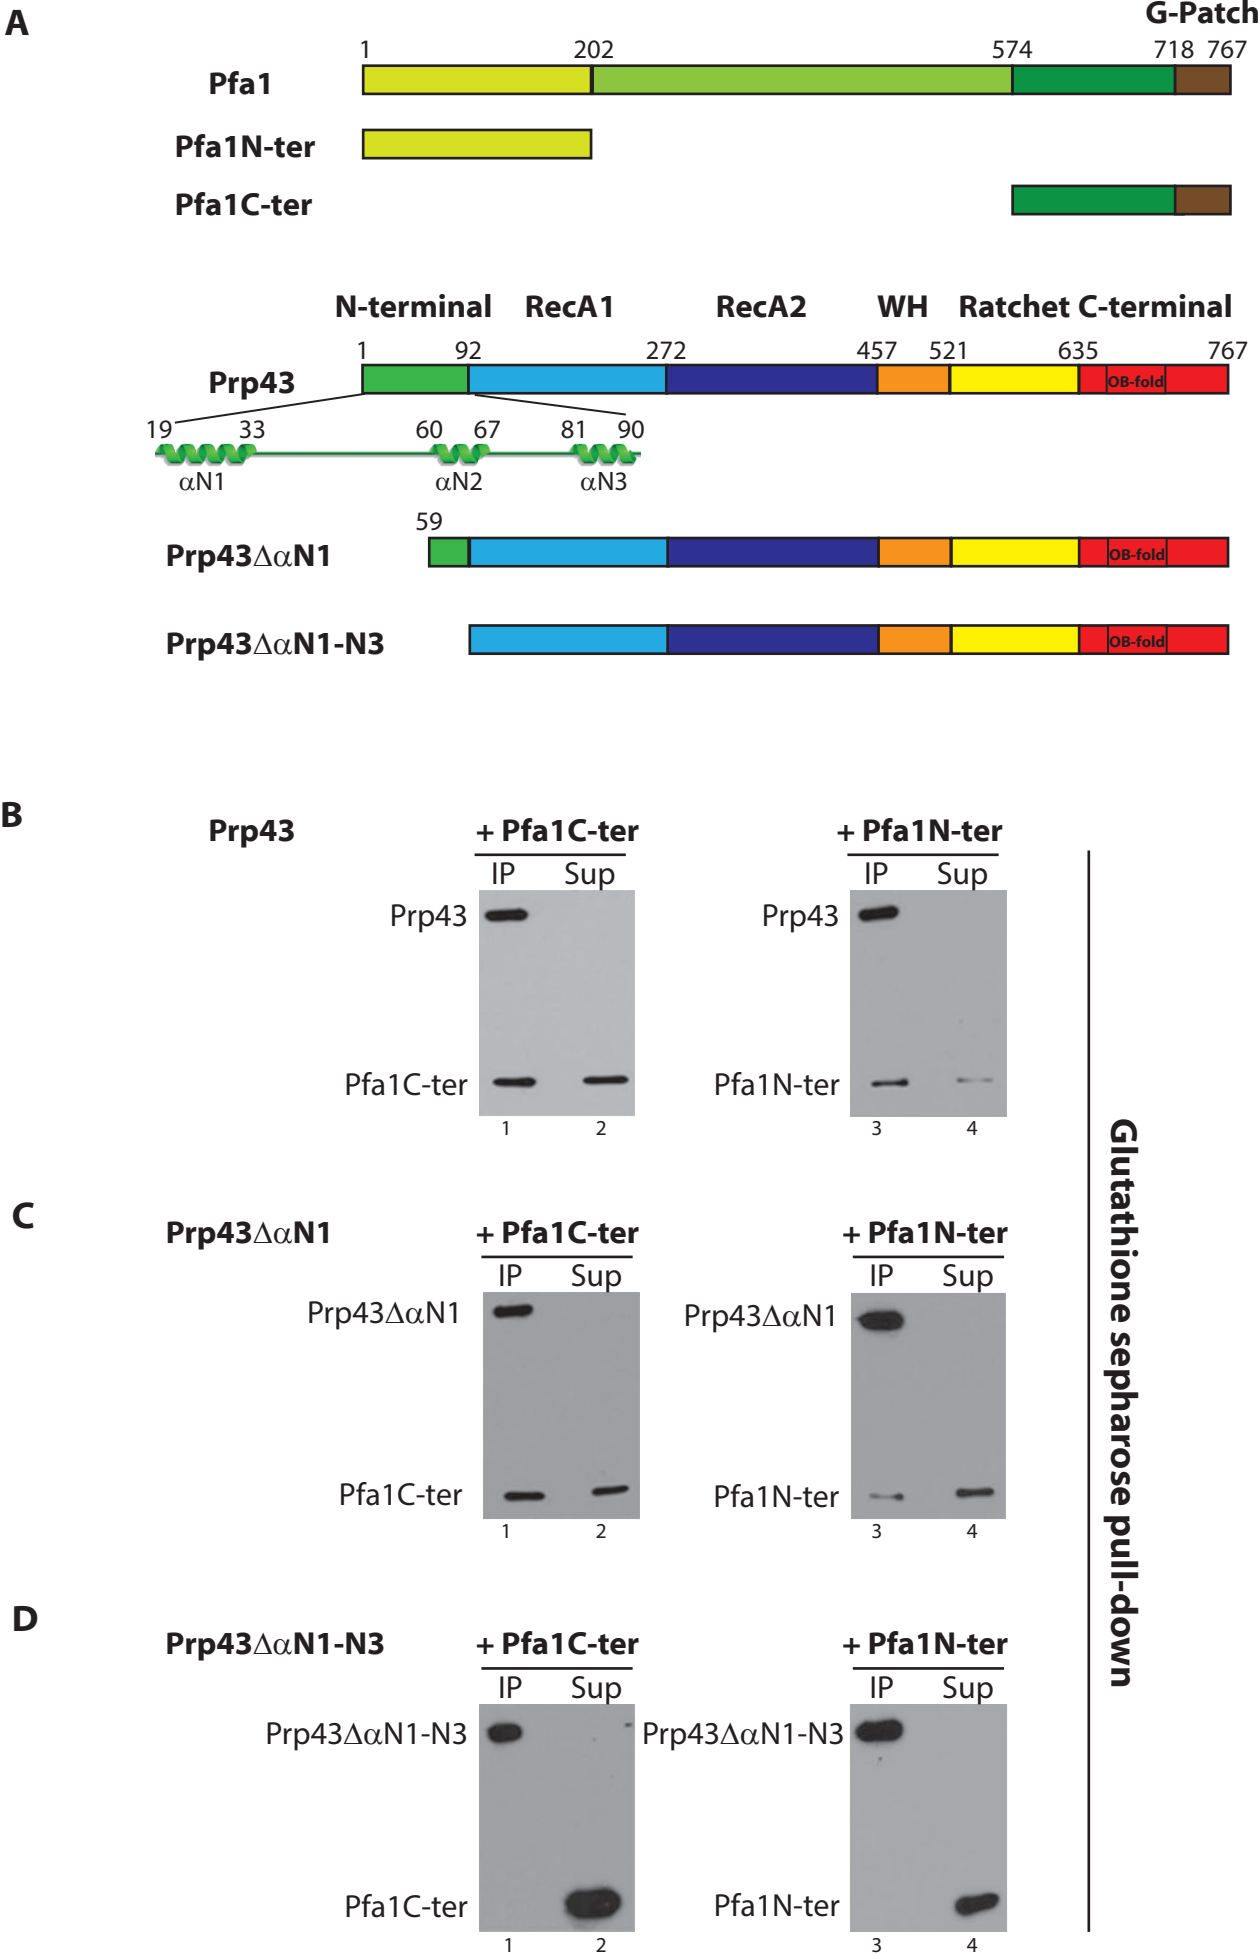 A
G-Patch
1 202 574 718 767
Pfa1
Pfa1N-ter
Pfa1C-ter
N-terminal RecA1 RecA2 WH Ratchet C-terminal
1 92 272 457 521 635 767
Prp43 OB-fold
19 33 60 67 81 90
αN1 αN2 αN3
59
Prp43ΔαN1 OB-fold
Prp43ΔαN1-N3 OB-fold
B
Prp43 + Pfa1C-ter + Pfa1N-ter
IP Sup IP Sup
Prp43 Prp43
Pfa1C-ter Pfa1N-ter
1 2 3 4
C
Prp43ΔαN1 + Pfa1C-ter + Pfa1N-ter
IP Sup IP Sup
Prp43ΔαN1 Prp43ΔαN1
Pfa1C-ter Pfa1N-ter
1 2 3 4
D
Prp43ΔαN1-N3 + Pfa1C-ter + Pfa1N-ter
IP Sup IP Sup
Prp43ΔαN1-N3 Prp43ΔαN1-N3
Pfa1C-ter Pfa1N-ter
1 2 3 4
Glutathione sepharose pull-down